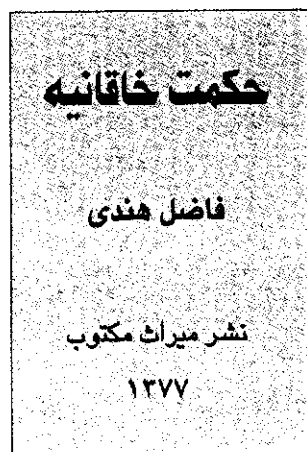 حکمت خاقانیه
فاضل هندی
نشر میراث مکتوب
۱۳۷۷